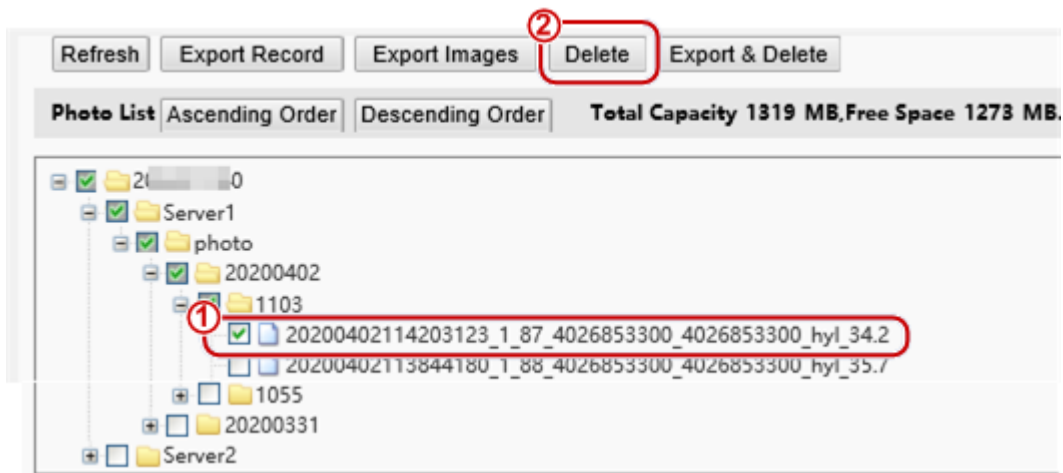 2
Refresh Export Record Export Images Delete Export & Delete
Photo List Ascending Order Descending Order Total Capacity 1319 MB,Free Space 1273 MB.
Server1
photo
20200402
1103
1
20200402114203123_1_87_4026853300_4026853300_hyl_34.2
20200402113844180_1_88_4026853300_4026853300_hyl_35.7
1055
20200331
Server2